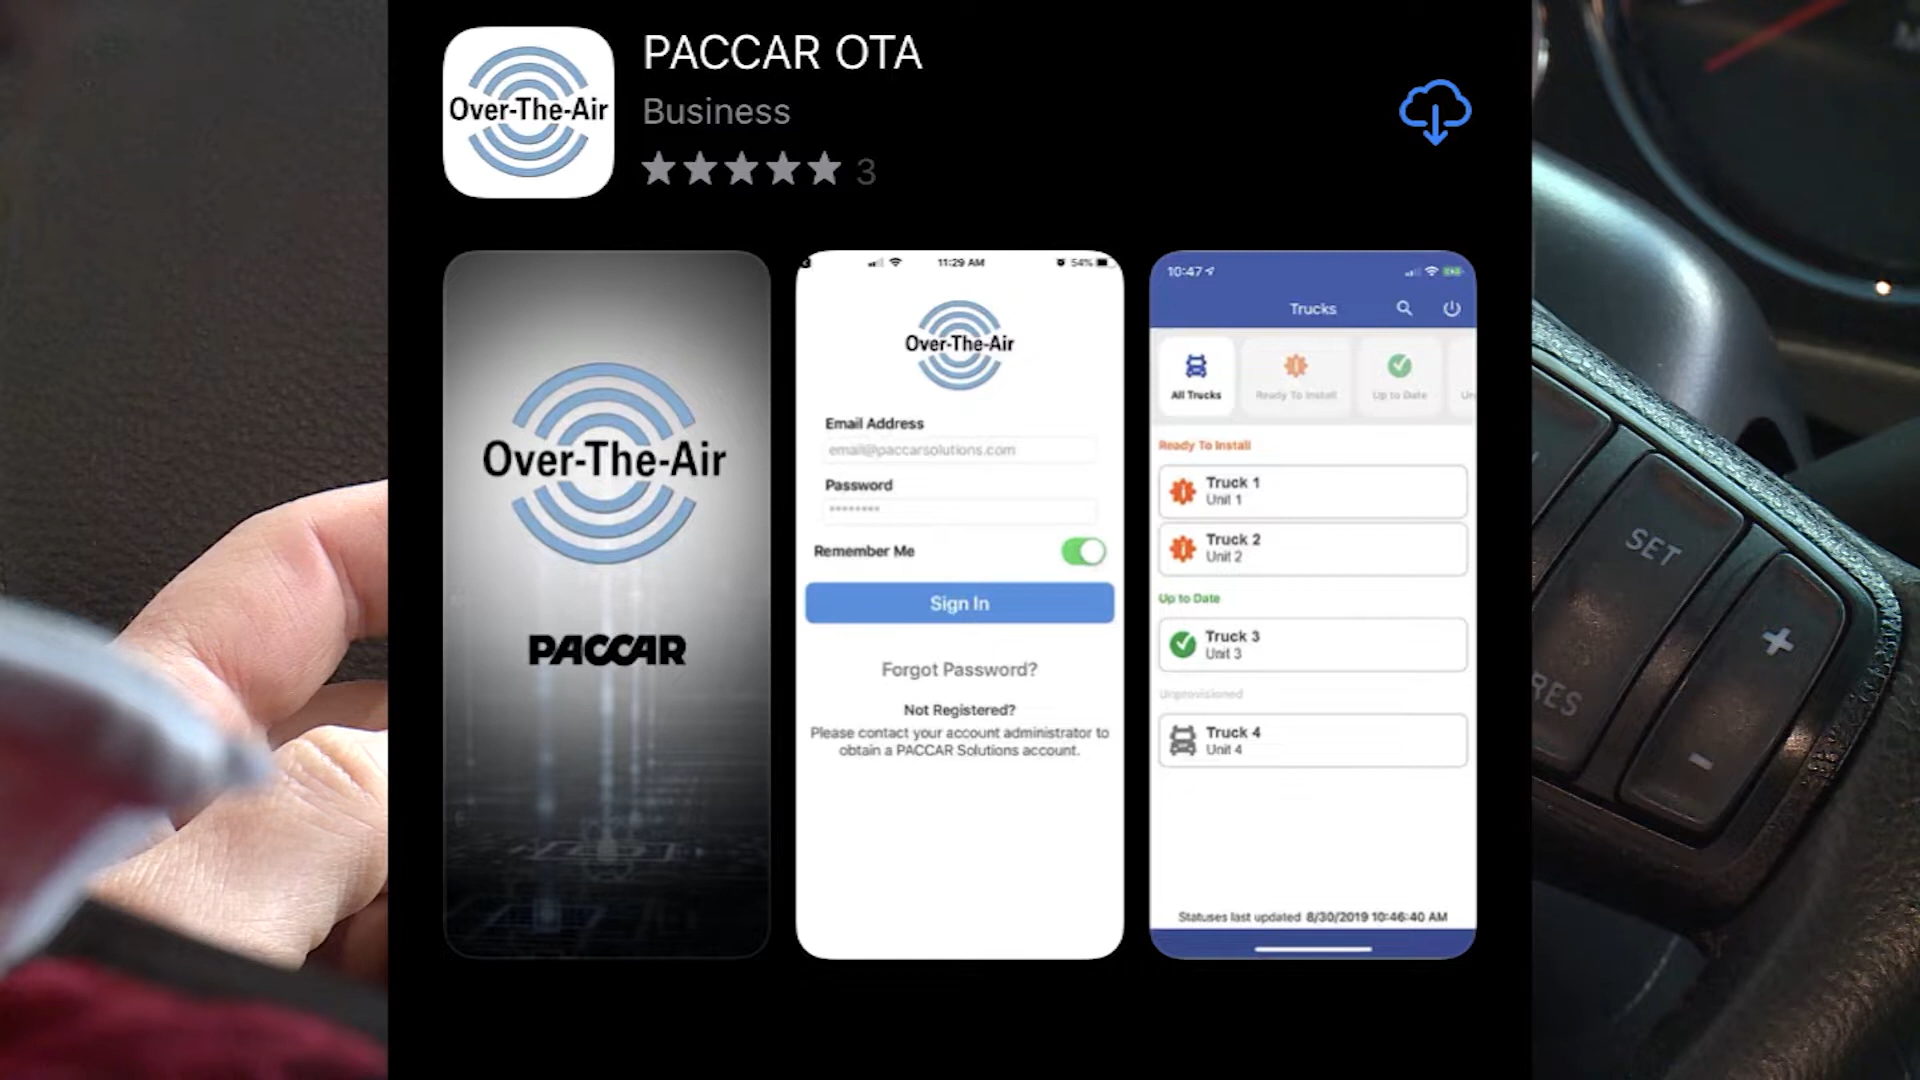 PACCAR OTA
Business
3
Over-The-Air
Over-The-Air
PACCAR
11:29 AM
54%
Over-The-Air
Email Address
email@paccarsolutions.com
Password
********
Remember Me
Sign In
Forgot Password?
Not Registered?
Please contact your account administrator to
obtain a PACCAR Solutions account.
10:47
Trucks
All Trucks
Ready To Install
Up to Date
Ready To Install
Truck 1
Unit 1
Truck 2
Unit 2
Up to Date
Truck 3
Unit 3
Unprovisioned
Truck 4
Unit 4
Statuses last updated 8/30/2019 10:46:40 AM
SET
+
RES
-